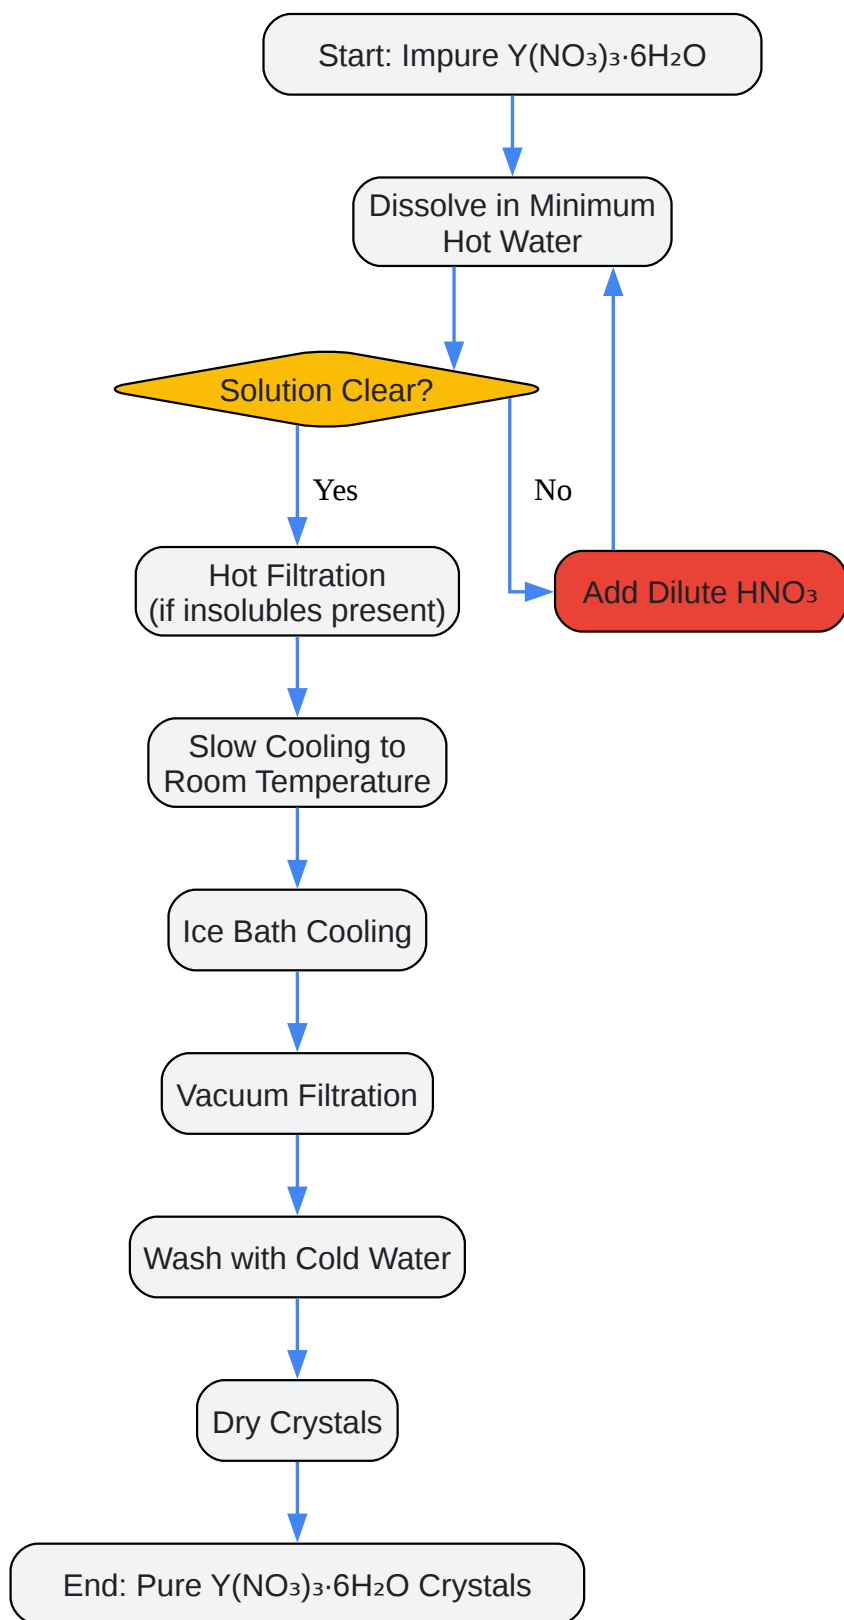 Start: Impure Y(NO₃)₃·6H₂O
Dissolve in Minimum
Hot Water
Solution Clear?
Yes
No
Hot Filtration
(if insolubles present)
Add Dilute HNO₃
Slow Cooling to
Room Temperature
Ice Bath Cooling
Vacuum Filtration
Wash with Cold Water
Dry Crystals
End: Pure Y(NO₃)₃·6H₂O Crystals